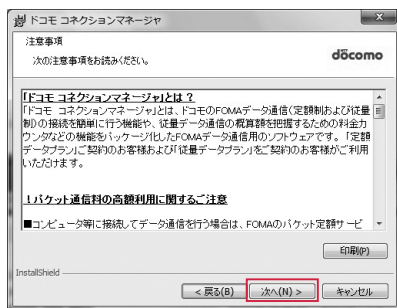 ドコモ コネクションマネージャ
注意事項
次の注意事項をお読みください。
döcomo
「ドコモ コネクションマネージャ」とは?
「ドコモ コネクションマネージャ」とは、ドコモのFOMAデータ通信(定額制および従量
制)の接続を簡単に行う機能や、従量データ通信の概算額を把握するための料金カ
ウンタなどの機能をパッケージ化したFOMAデータ通信用のソフトウェアです。「定額
データプラン」ご契約のお客様および「従量データプラン」をご契約のお客様がご利用
いただけます。
!パケット通信料の高額利用に関するご注意
■コンピュータ等に接続してデータ通信を行う場合は、FOMAのパケット定額サービ
印刷(P)
InstallShield
< 戻る(B)
次へ(N) >
キャンセル